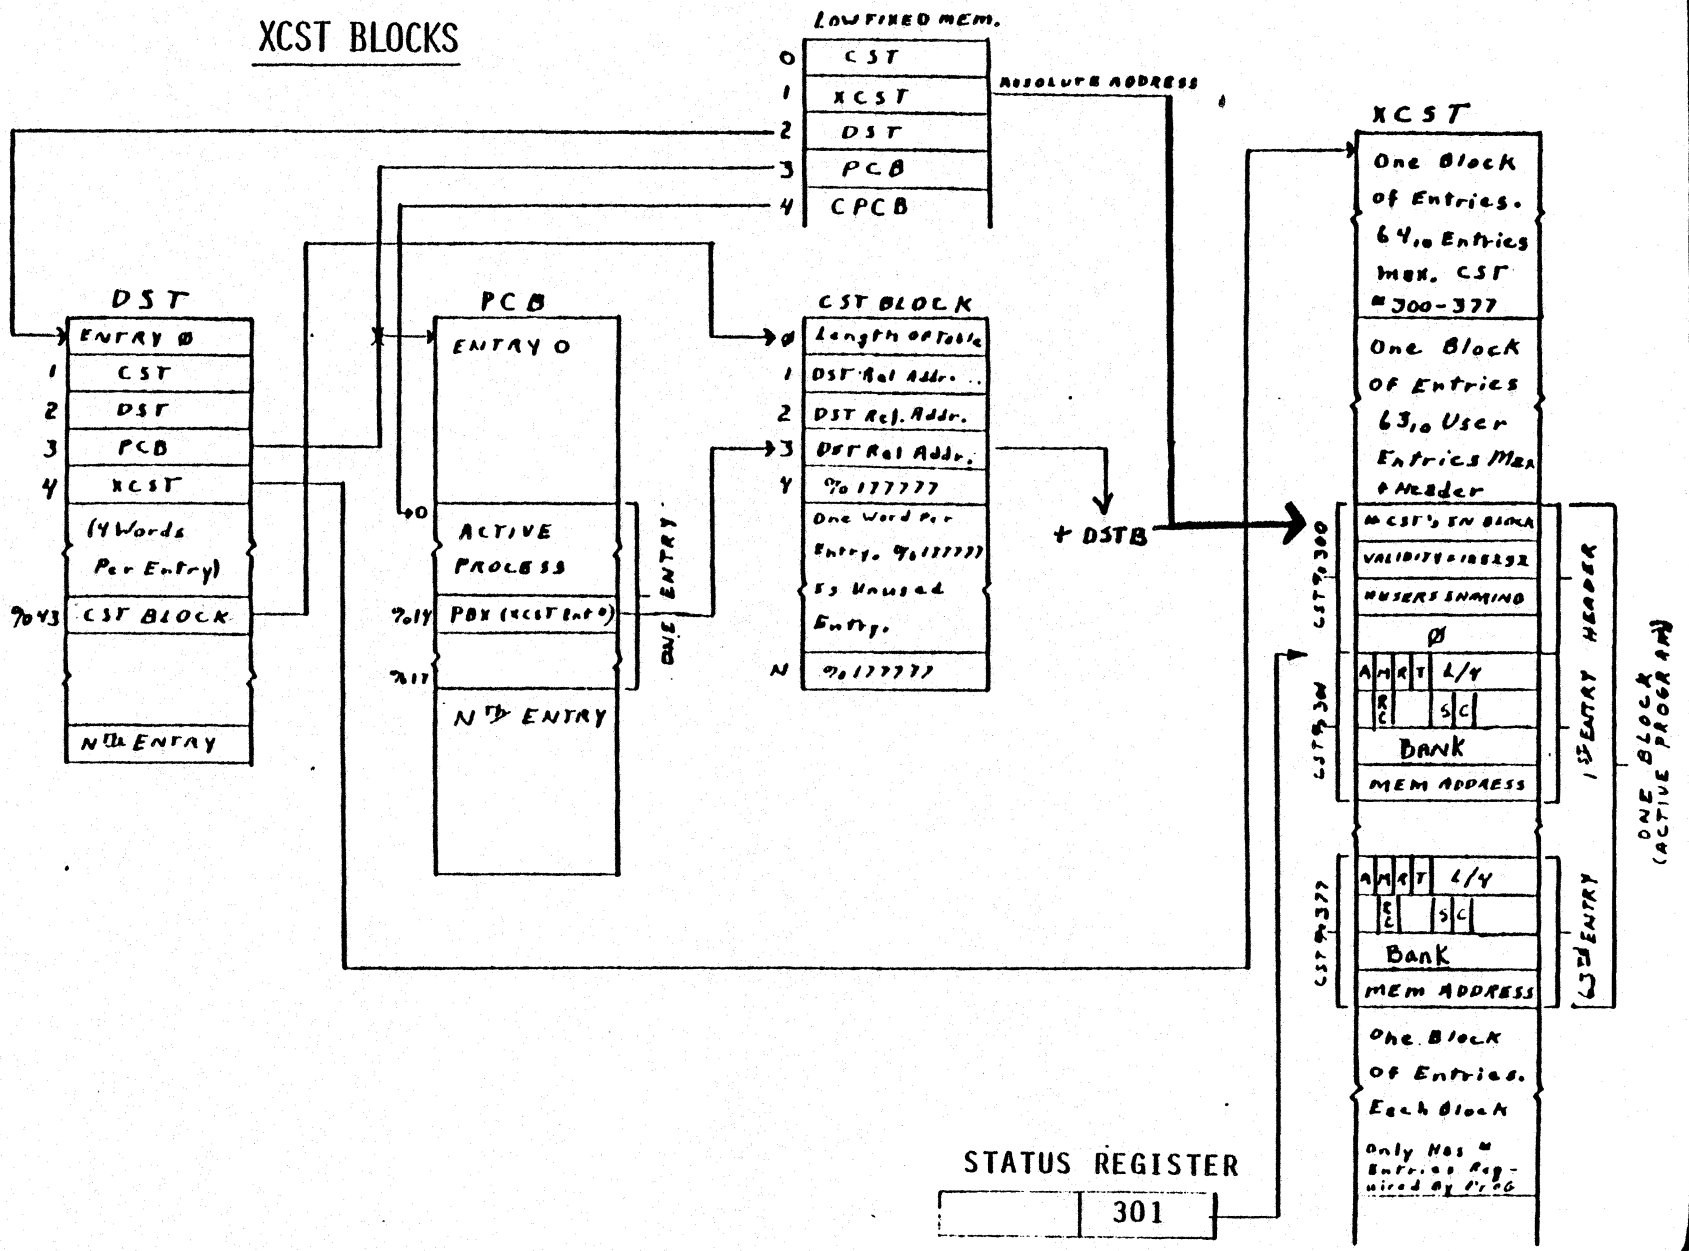 XCST BLOCKS
LOW FIXED MEM.
0 CST
1 XCST
2 DST
3 PCB
4 CPCB
ABSOLUTE ADDRESS
DST
ENTRY Ø
1 CST
2 DST
3 PCB
4 XCST
(4 Words
Per Entry)
%43 CST BLOCK
Nth ENTRY
PCB
ENTRY 0
0
ACTIVE
PROCESS
%14 PBX (XCST Ent #)
%17
Nth ENTRY
ONE ENTRY
CST BLOCK
Ø Length Of Table
1 DST Rel Addr.
2 DST Rel. Addr.
3 DST Rel Addr.
4 %177777
One Word Per
Entry. %177777
Is Unused
Entry.
N %177777
+ DSTB
XCST
One Block
Of Entries.
64₁₀ Entries
Max. CST
#300-377
One Block
OF Entries
63₁₀ User
Entries Max
+ Header
# CST's IN BLOCK
#USERS SHARING
Ø
A M R T L/4
S C
BANK
MEM ADDRESS
A M R T L/4
S C
Bank
MEM ADDRESS
One Block
Of Entries.
Each Block
Only Has #
Entries Req-
uired By Prog
CST%300
CST%301
CST%377
HEADER
1ST ENTRY
63rd ENTRY
ONE BLOCK
(ACTIVE PROGRAM)
STATUS REGISTER
301